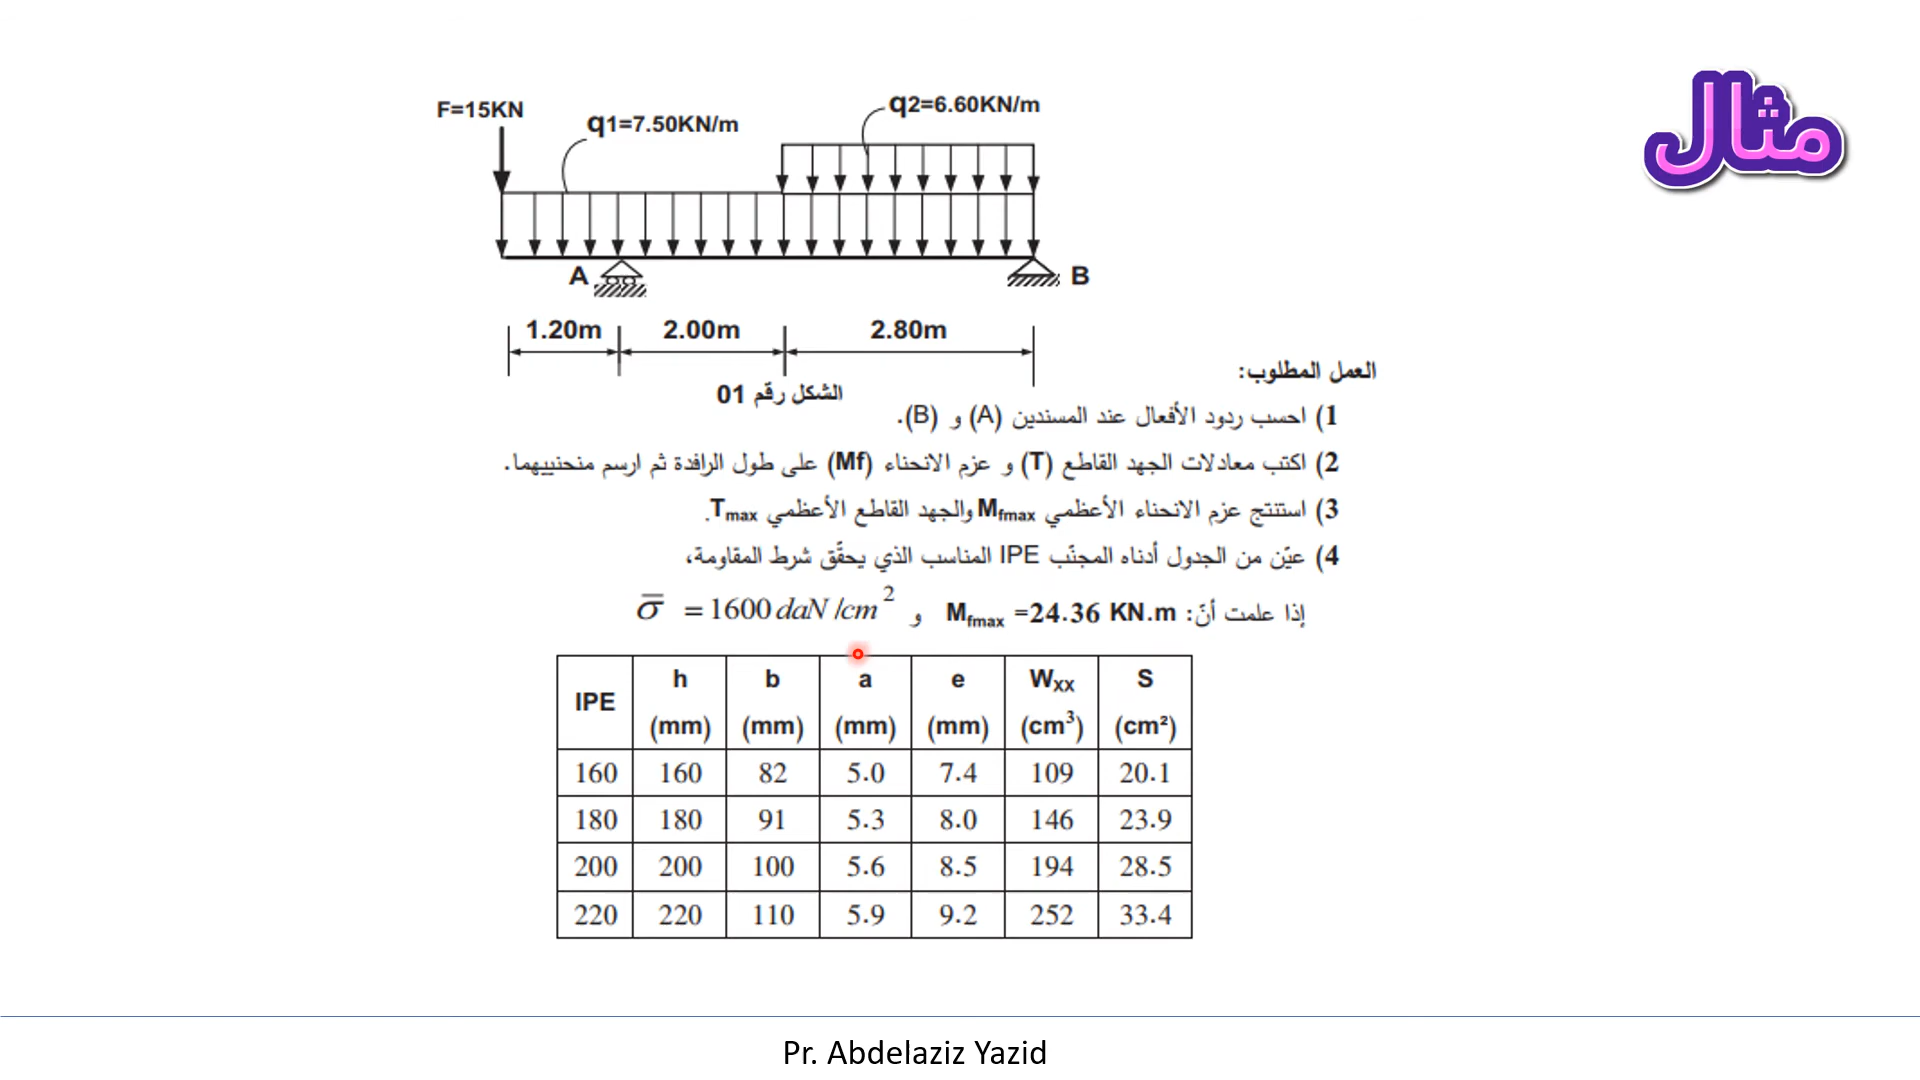 مثال
F=15KN
q1=7.50KN/m
q2=6.60KN/m
A
B
1.20m 2.00m 2.80m
الشكل رقم 01
العمل المطلوب:
1) احسب ردود الأفعال عند المسندين (A) و (B).
2) اكتب معادلات الجهد القاطع (T) و عزم الانحناء (Mf) على طول الرافدة ثم ارسم منحنييهما.
3) استنتج عزم الانحناء الأعظمي Mfmax والجهد القاطع الأعظمي Tmax.
4) عيّن من الجدول أدناه المجنّب IPE المناسب الذي يحقّق شرط المقاومة،
إذا علمت أنّ: Mfmax =24.36 KN.m و σ̅ = 1600 daN /cm²
IPE h (mm) b (mm) a (mm) e (mm) Wxx (cm³) S (cm²)
160 160 82 5.0 7.4 109 20.1
180 180 91 5.3 8.0 146 23.9
200 200 100 5.6 8.5 194 28.5
220 220 110 5.9 9.2 252 33.4
Pr. Abdelaziz Yazid